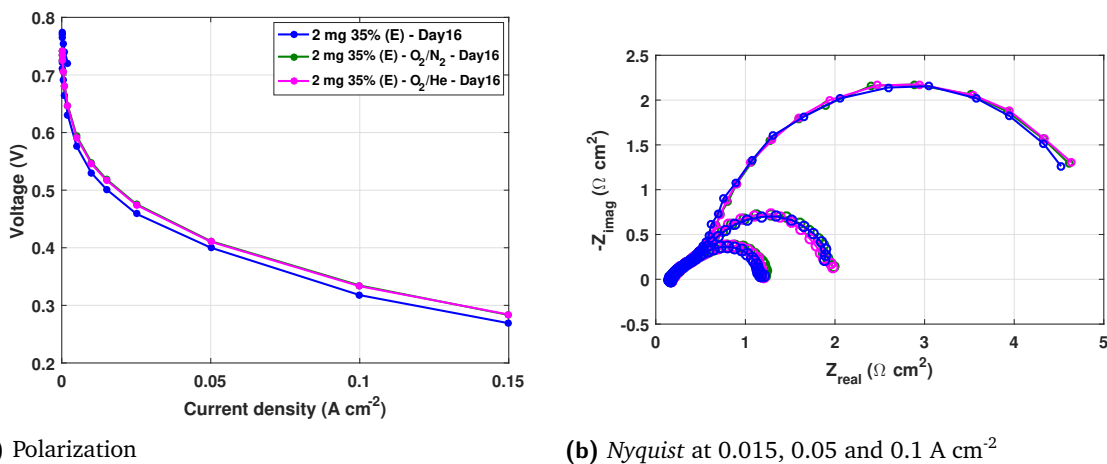 0.8
0.7
0.6
0.5
0.4
0.3
0.2
Voltage (V)
0
0.05
0.1
0.15
Current density (A cm-2)
2 mg 35% (E) - Day16
2 mg 35% (E) - O2/N2 - Day16
2 mg 35% (E) - O2/He - Day16
) Polarization
2.5
2
1.5
1
0.5
0
-0.5
-Zimag (Ω cm2)
0
1
2
3
4
5
Zreal (Ω cm2)
(b) Nyquist at 0.015, 0.05 and 0.1 A cm-2